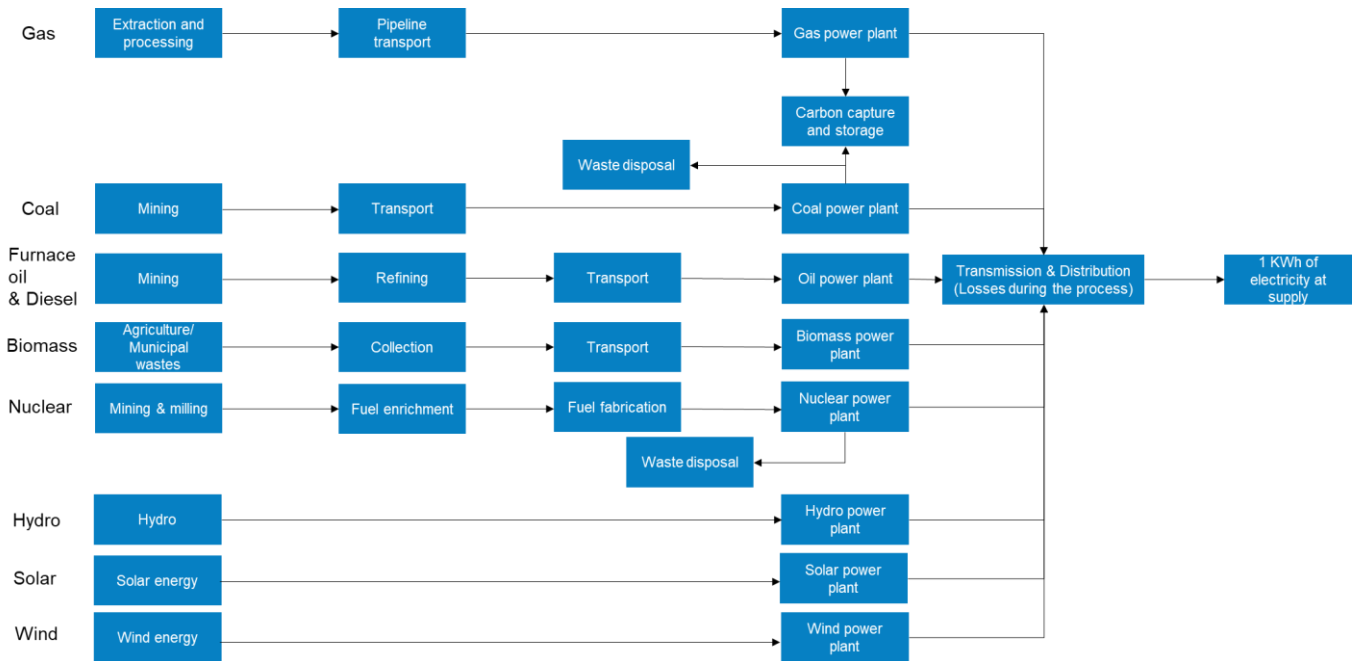 Gas
Extraction and
processing
Pipeline
transport
Gas power plant
Carbon capture
and storage
Waste disposal
Coal
Mining
Transport
Coal power plant
Furnace
oil
& Diesel
Mining
Refining
Transport
Oil power plant
Transmission & Distribution
(Losses during the process)
1 KWh of
electricity at
supply
Biomass
Agriculture/
Municipal
wastes
Collection
Transport
Biomass power
plant
Nuclear
Mining & milling
Fuel enrichment
Fuel fabrication
Nuclear power
plant
Waste disposal
Hydro
Hydro
Hydro power
plant
Solar
Solar energy
Solar power
plant
Wind
Wind energy
Wind power
plant